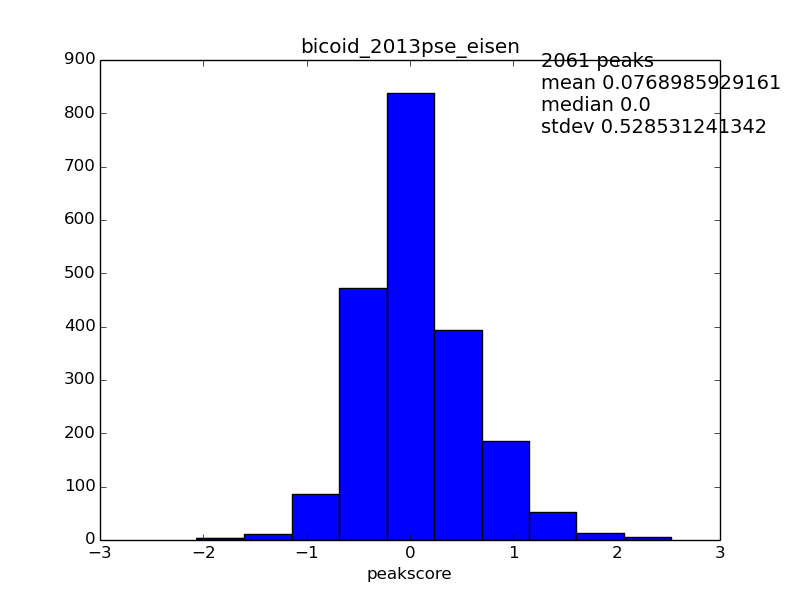 bicoid_2013pse_eisen
2061 peaks
mean 0.0768985929161
median 0.0
stdev 0.528531241342
900
800
700
600
500
400
300
200
100
0
−3 −2 −1 0 1 2 3
peakscore